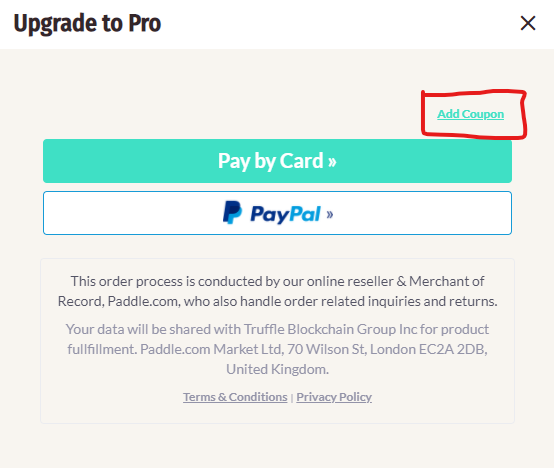 Upgrade to Pro
Add Coupon
Pay by Card »
PayPal »
This order process is conducted by our online reseller & Merchant of
Record, Paddle.com, who also handle order related inquiries and returns.
Your data will be shared with Truffle Blockchain Group Inc for product
fullfillment. Paddle.com Market Ltd, 70 Wilson St, London EC2A 2DB,
United Kingdom.
Terms & Conditions | Privacy Policy